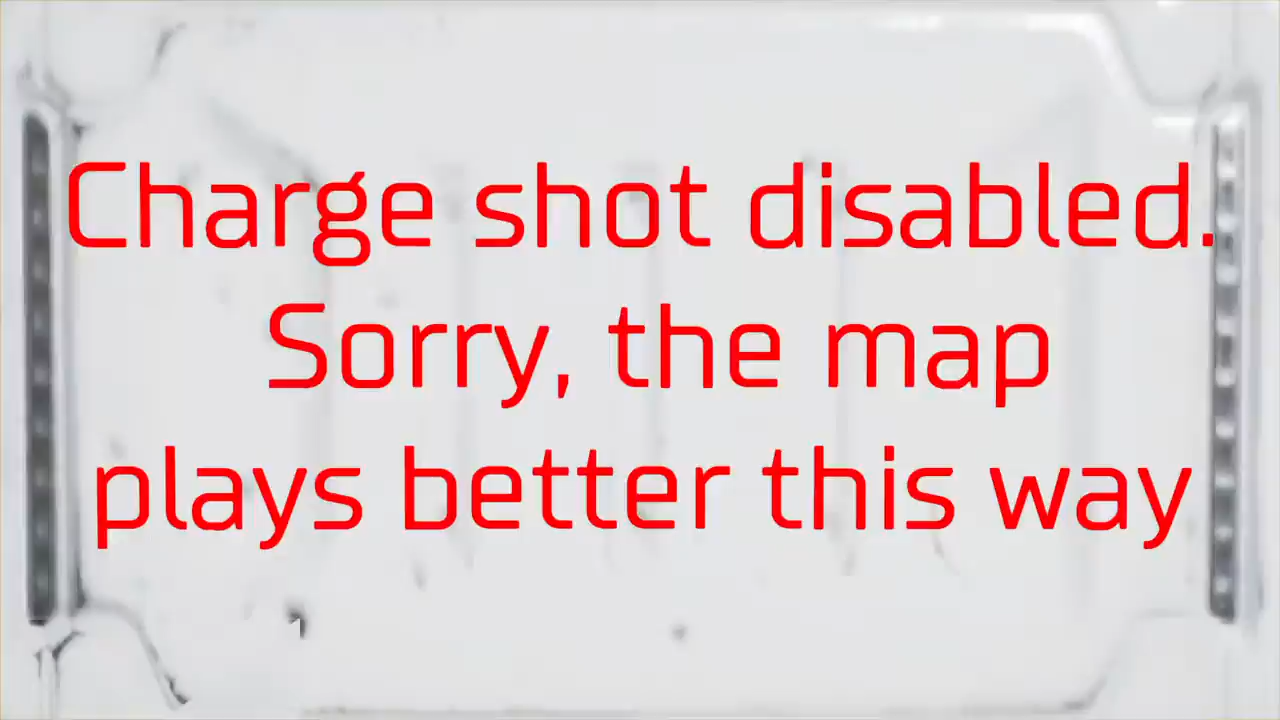 Charge shot disabled.
Sorry, the map
plays better this way